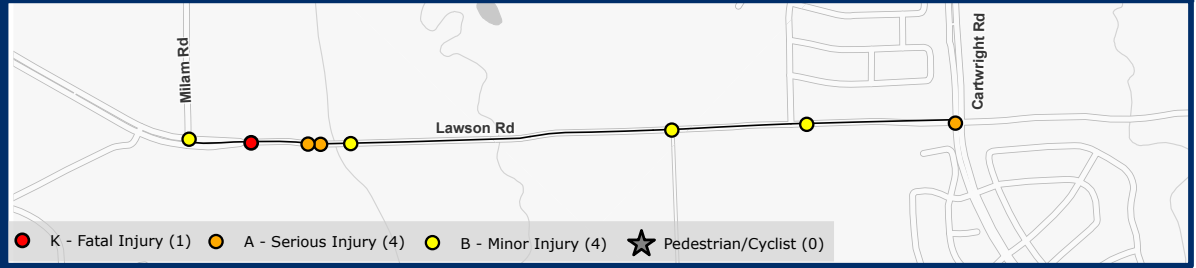 Milam Rd
Cartwright Rd
Lawson Rd
K - Fatal Injury (1)
A - Serious Injury (4)
B - Minor Injury (4)
Pedestrian/Cyclist (0)